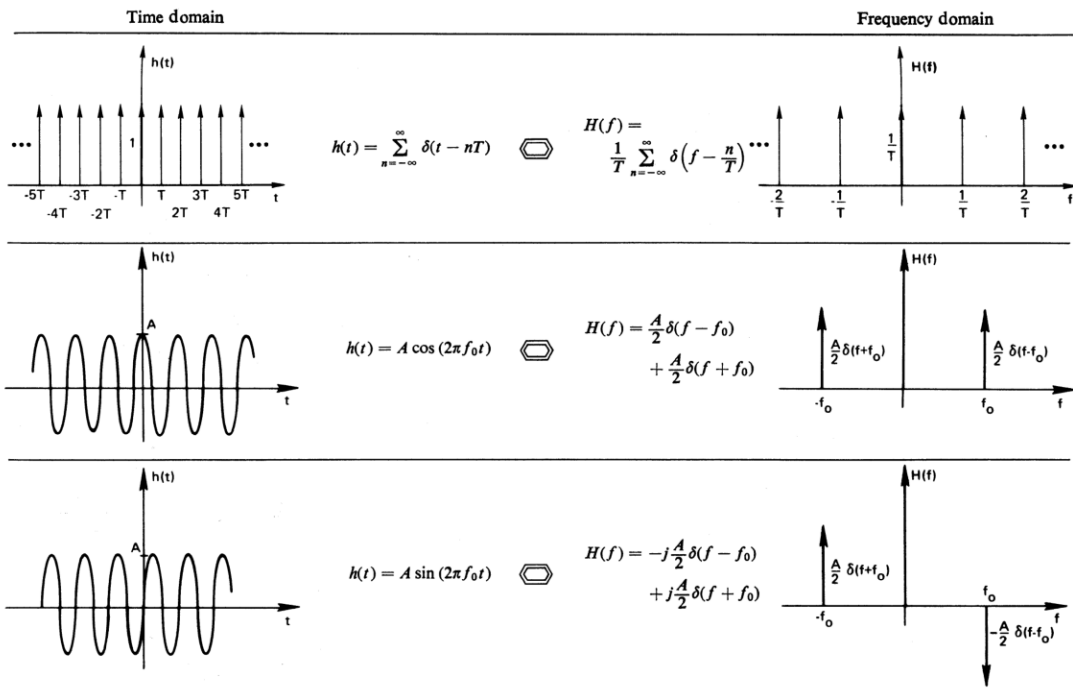 Time domain
Frequency domain
h(t)
1
... ...
-5T -3T -T T 3T 5T t
-4T -2T 2T 4T
h(t) = ∑_{n=-∞}^{∞} δ(t − nT)
H(f) =
1/T ∑_{n=-∞}^{∞} δ(f − n/T)
H(f)
1/T
... ...
-2/T -1/T 1/T 2/T f
h(t)
A
t
h(t) = A cos (2πf₀t)
H(f) = A/2 δ(f − f₀)
+ A/2 δ(f + f₀)
H(f)
A/2 δ(f+f₀) A/2 δ(f-f₀)
-f₀ f₀ f
h(t)
A
t
h(t) = A sin (2πf₀t)
H(f) = −j A/2 δ(f − f₀)
+ j A/2 δ(f + f₀)
H(f)
A/2 δ(f+f₀)
f₀
-f₀ f
-A/2 δ(f-f₀)